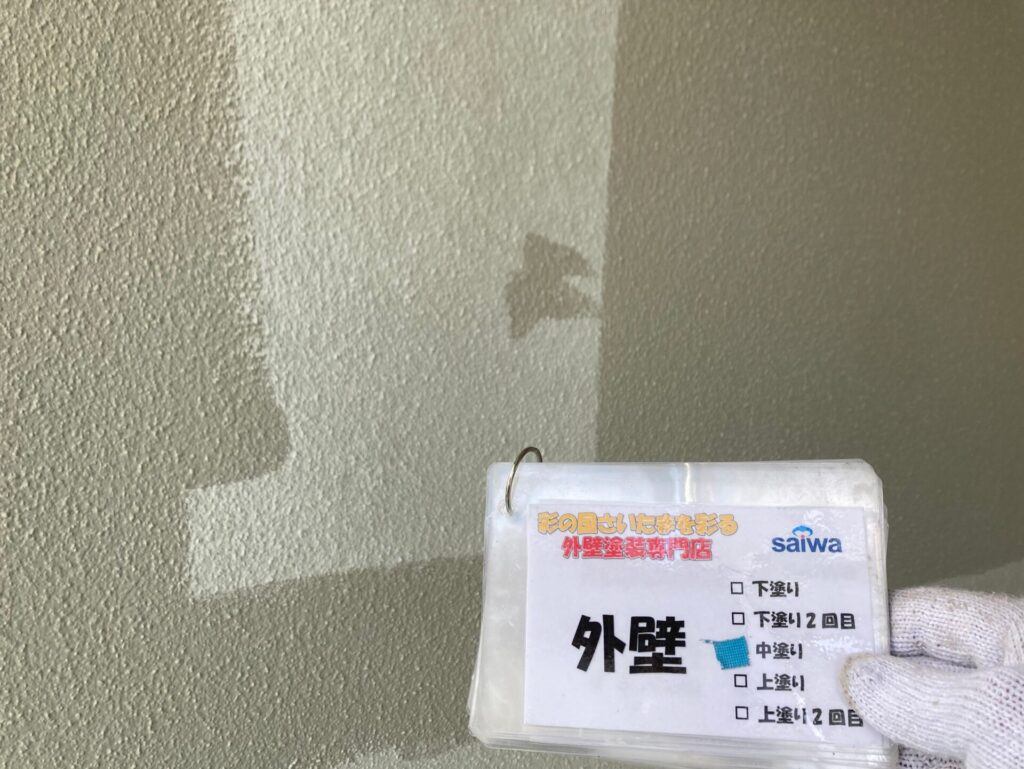 彩の国さいたまを彩る
外壁塗装専門店
saiwa
外壁
□ 下塗り
□ 下塗り2回目
中塗り
□ 上塗り
□ 上塗り2回目